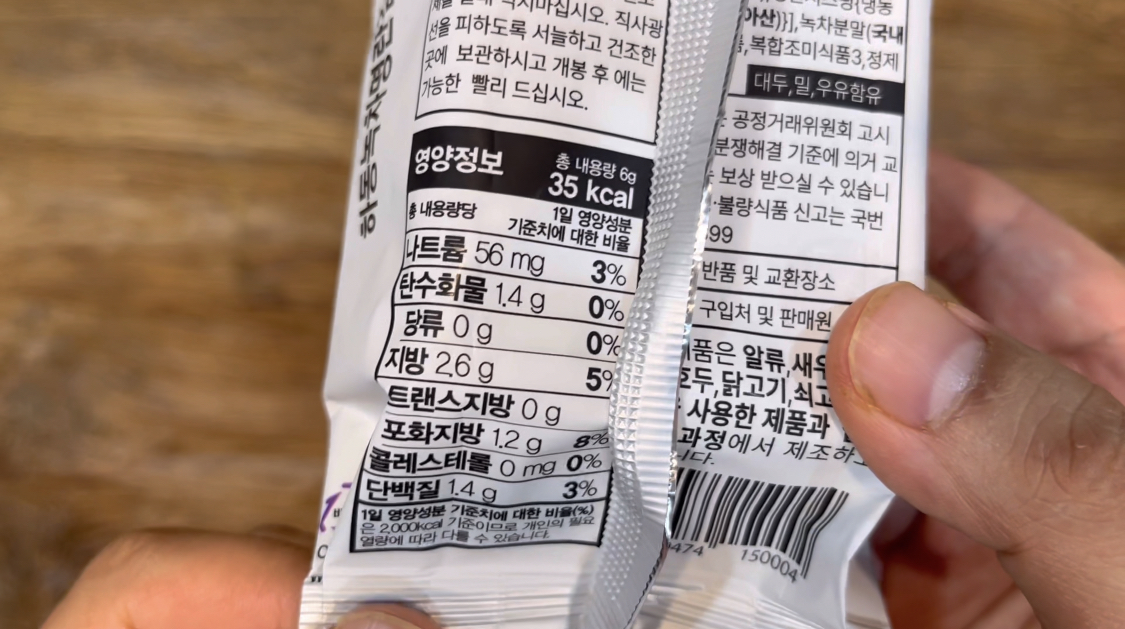 선을 피하도록 서늘하고 건조한
곳에 보관하시고 개봉 후 에는
가능한 빨리 드십시오.
영양정보
총 내용량 6g
35 kcal
총 내용량당
1일 영양성분
기준치에 대한 비율
나트륨 56 mg 3%
탄수화물 1.4 g 0%
당류 0 g 0%
지방 2.6 g 5%
트랜스지방 0 g
포화지방 1.2 g 8%
콜레스테롤 0 mg 0%
단백질 1.4 g 3%
1일 영양성분 기준치에 대한 비율(%)
은 2,000kcal 기준이므로 개인의 필요
열량에 따라 다를 수 있습니다.
아산)}],녹차분말(국내
,복합조미식품3,정제
대두,밀,우유함유
공정거래위원회 고시
분쟁해결 기준에 의거 교
보상 받으실 수 있습니
·불량식품 신고는 국번
99
반품 및 교환장소
구입처 및 판매원
품은 알류,새우
호두,닭고기,쇠고
사용한 제품과
과정에서 제조하
니다.
474 150004